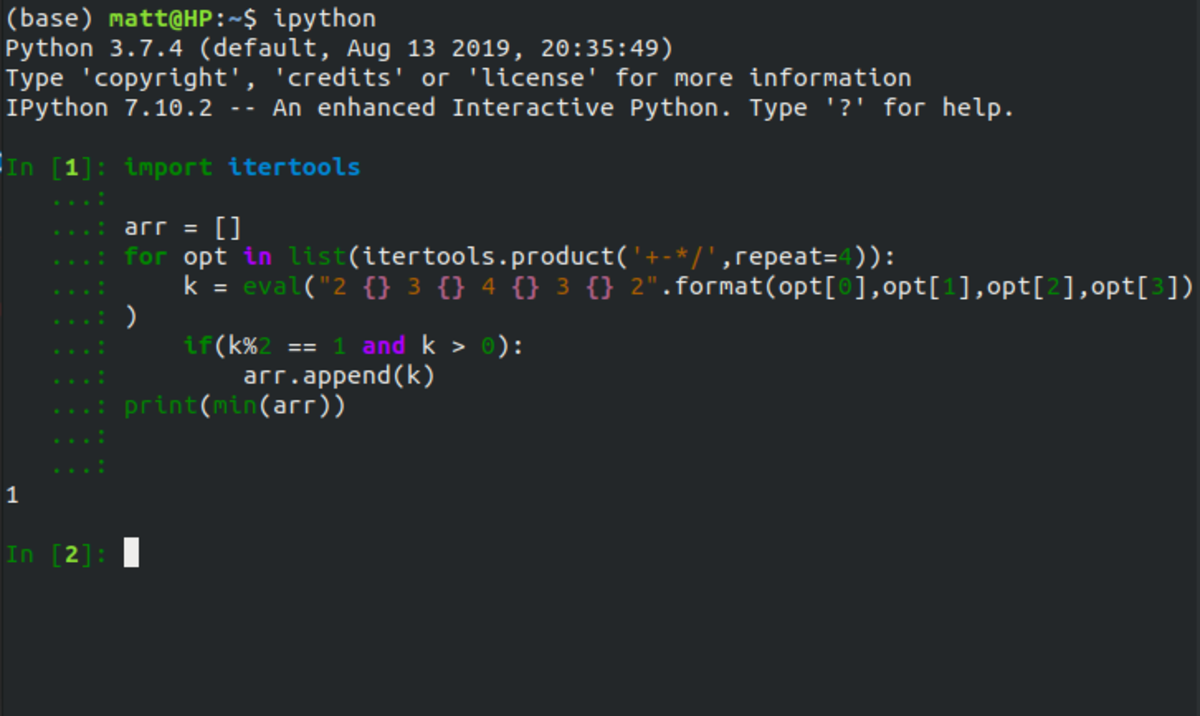 (base) matt@HP:~$ ipython
Python 3.7.4 (default, Aug 13 2019, 20:35:49)
Type 'copyright', 'credits' or 'license' for more information
IPython 7.10.2 -- An enhanced Interactive Python. Type '?' for help.
In [1]: import itertools
   ...:
   ...: arr = []
   ...: for opt in list(itertools.product('+-*/',repeat=4)):
   ...:     k = eval("2 {} 3 {} 4 {} 3 {} 2".format(opt[0],opt[1],opt[2],opt[3])
   ...: )
   ...:     if(k%2 == 1 and k > 0):
   ...:         arr.append(k)
   ...: print(min(arr))
   ...:
   ...:
1
In [2]: